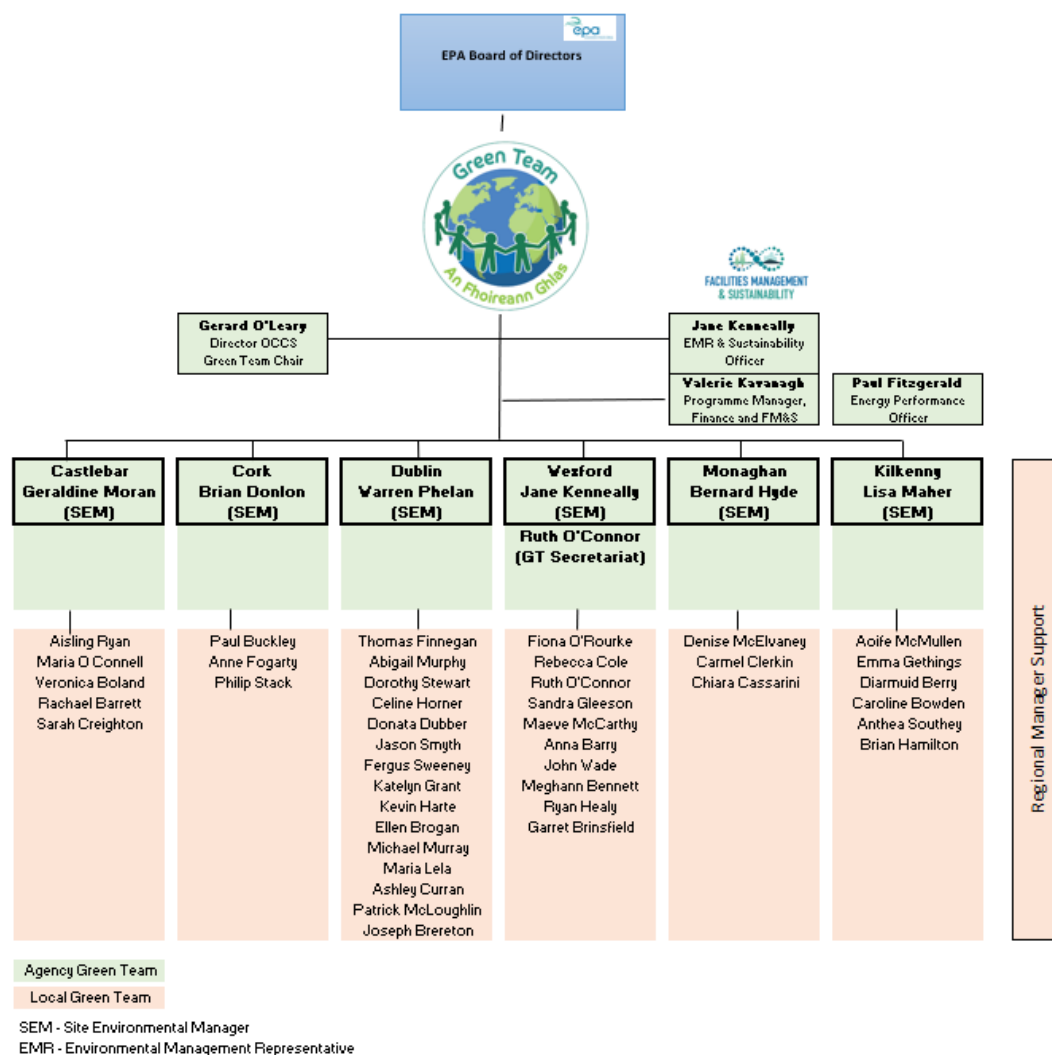 epa
EPA Board of Directors
Green Team
An Fhoireann Ghlas
FACILITIES MANAGEMENT
& SUSTAINABILITY
Gerard O'Leary
Director OCCS
Green Team Chair
Jane Kenneally
EMR & Sustainability
Officer
Valerie Kavanagh
Programme Manager,
Finance and FM&S
Paul Fitzgerald
Energy Performance
Officer
Castlebar
Geraldine Moran
(SEM)
Cork
Brian Donlon
(SEM)
Dublin
Warren Phelan
(SEM)
Wexford
Jane Kenneally
(SEM)
Ruth O'Connor
(GT Secretariat)
Monaghan
Bernard Hyde
(SEM)
Kilkenny
Lisa Maher
(SEM)
Aisling Ryan
Maria O Connell
Veronica Boland
Rachael Barrett
Sarah Creighton
Paul Buckley
Anne Fogarty
Philip Stack
Thomas Finnegan
Abigail Murphy
Dorothy Stewart
Celine Horner
Donata Dubber
Jason Smyth
Fergus Sweeney
Katelyn Grant
Kevin Harte
Ellen Brogan
Michael Murray
Maria Lela
Ashley Curran
Patrick McLoughlin
Joseph Brereton
Fiona O'Rourke
Rebecca Cole
Ruth O'Connor
Sandra Gleeson
Maeve McCarthy
Anna Barry
John Wade
Meghann Bennett
Ryan Healy
Garret Brinsfield
Denise McElvaney
Carmel Clerkin
Chiara Cassarini
Aoife McMullen
Emma Gethings
Diarmuid Berry
Caroline Bowden
Anthea Southey
Brian Hamilton
Regional Manager Support
Agency Green Team
Local Green Team
SEM - Site Environmental Manager
EMR - Environmental Management Representative